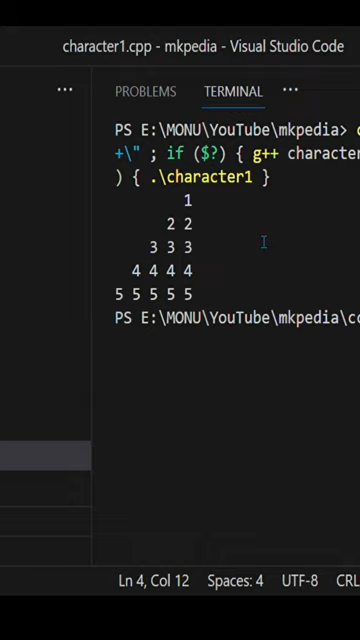 character1.cpp - mkpedia - Visual Studio Code
... PROBLEMS TERMINAL ...
PS E:\MONU\YouTube\mkpedia> c
+\" ; if ($?) { g++ character
) { .\character1 }
1
2 2
3 3 3
4 4 4 4
5 5 5 5 5
PS E:\MONU\YouTube\mkpedia\cc
Ln 4, Col 12 Spaces: 4 UTF-8 CRL